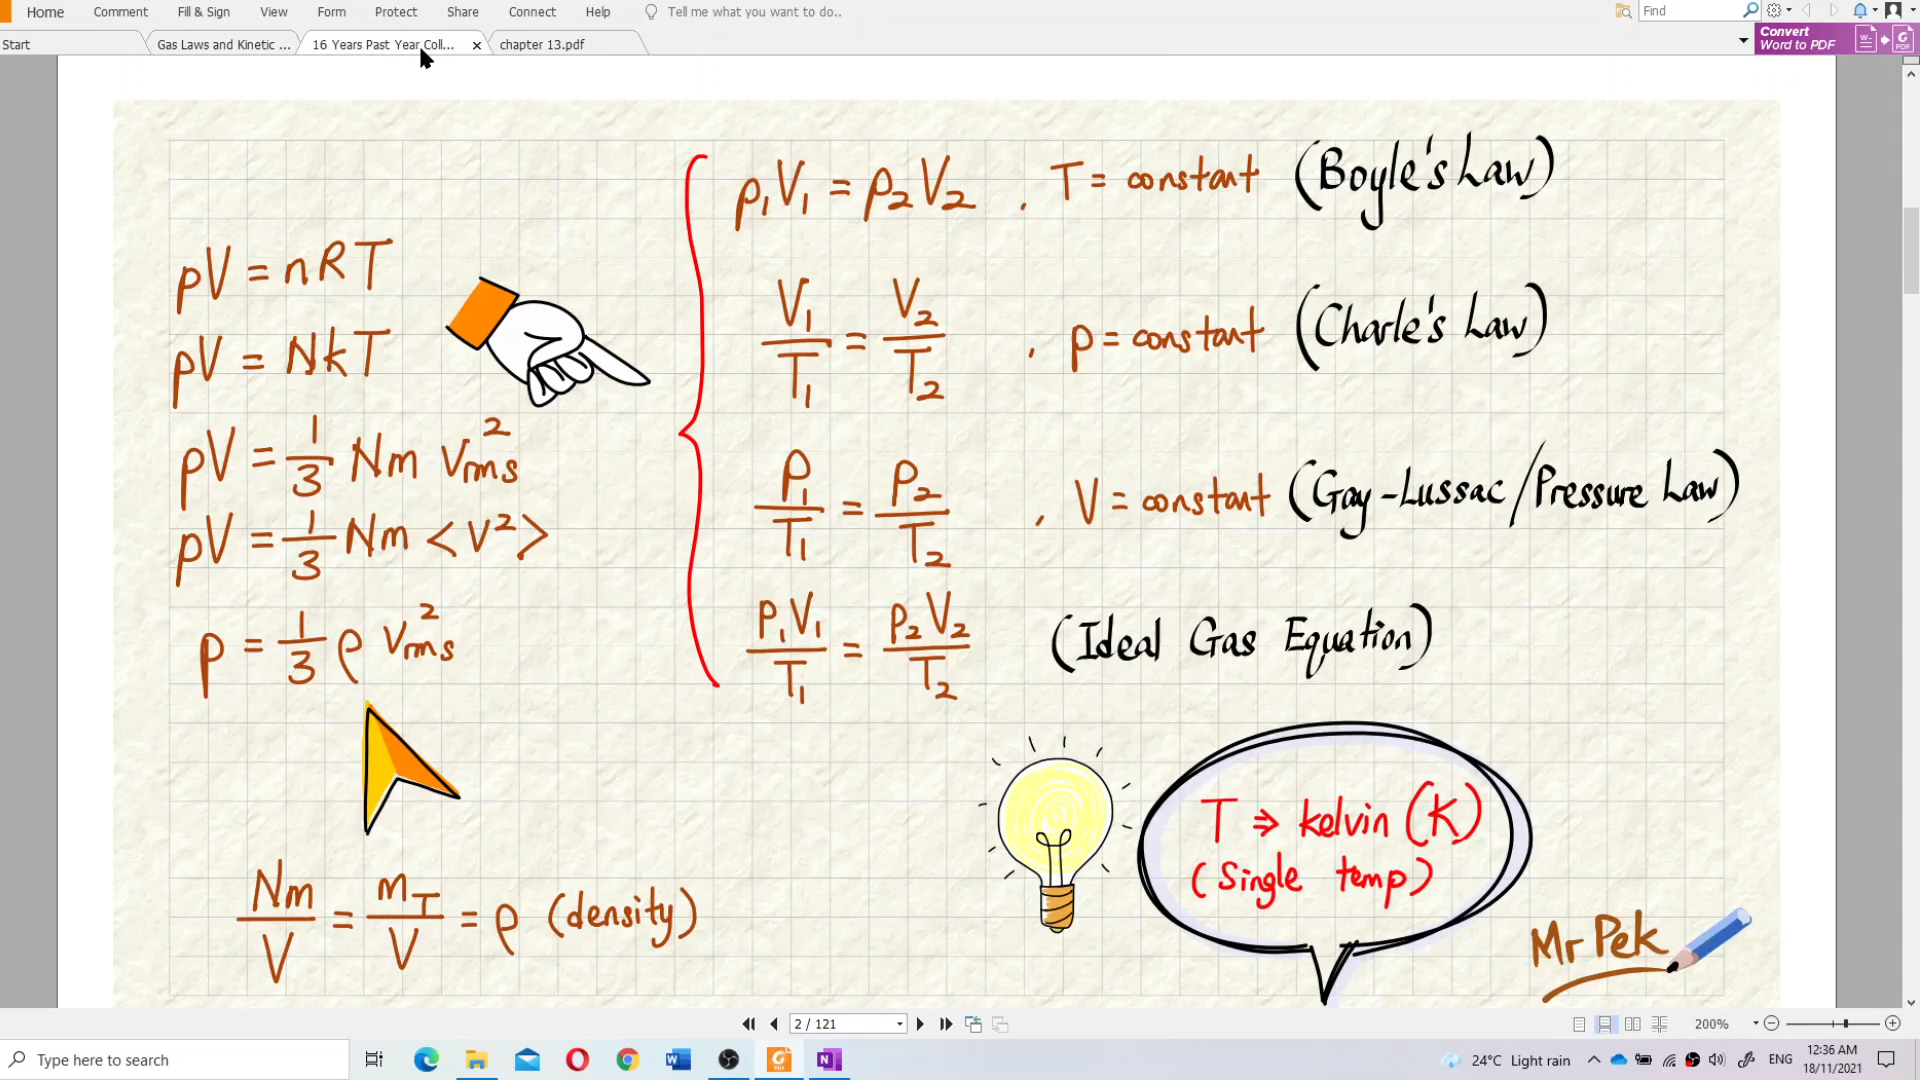 Home Comment Fill & Sign View Form Protect Share Connect Help Tell me what you want to do.. Find
Start Gas Laws and Kinetic ... 16 Years Past Year Coll... × chapter 13.pdf
Convert
Word to PDF
pV = nRT
pV = NkT
pV = 1/3 Nm Vrms²
pV = 1/3 Nm <V²>
p = 1/3 ρ Vrms²
Nm/V = mT/V = ρ (density)
p₁V₁ = p₂V₂ , T = constant (Boyle's Law)
V₁/T₁ = V₂/T₂ , p = constant (Charle's Law)
P₁/T₁ = P₂/T₂ , V = constant (Gay-Lussac/Pressure Law)
P₁V₁/T₁ = P₂V₂/T₂ (Ideal Gas Equation)
T ⇒ kelvin (K)
(Single temp)
Mr Pek
2 / 121
200%
Type here to search
24°C Light rain
ENG
12:36 AM
18/11/2021